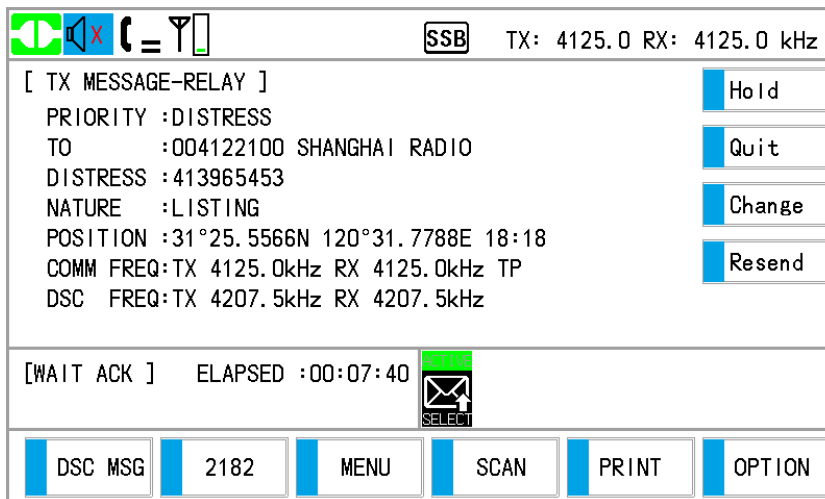 SSB TX: 4125.0 RX: 4125.0 kHz
[ TX MESSAGE-RELAY ]
PRIORITY :DISTRESS
TO :004122100 SHANGHAI RADIO
DISTRESS :413965453
NATURE :LISTING
POSITION :31°25.5566N 120°31.7788E 18:18
COMM FREQ:TX 4125.0kHz RX 4125.0kHz TP
DSC FREQ:TX 4207.5kHz RX 4207.5kHz
Hold
Quit
Change
Resend
[WAIT ACK ] ELAPSED :00:07:40
ACTIVE
SELECT
DSC MSG 2182 MENU SCAN PRINT OPTION